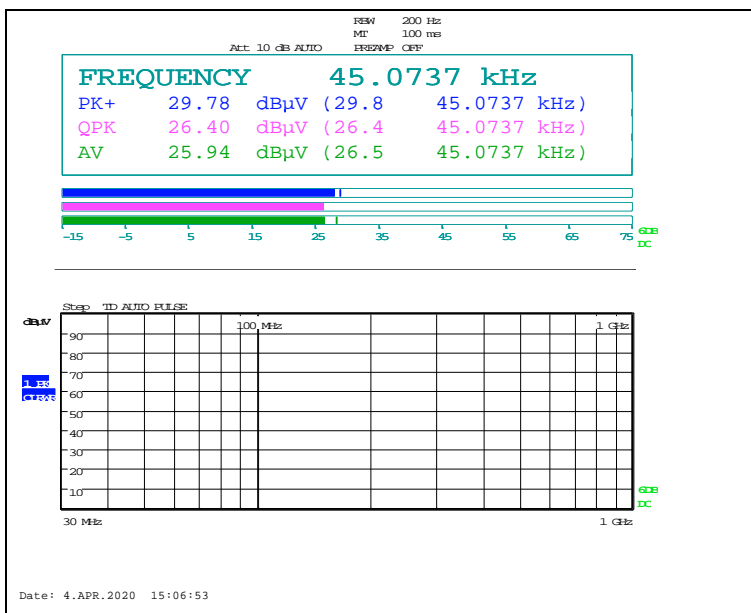 RBW 200 Hz
MT 100 ms
Att 10 dB AUTO PREAMP OFF
FREQUENCY 45.0737 kHz
PK+ 29.78 dBµV (29.8 45.0737 kHz)
QPK 26.40 dBµV (26.4 45.0737 kHz)
AV 25.94 dBµV (26.5 45.0737 kHz)
-15 -5 5 15 25 35 45 55 65 75
6DB
DC
Step TD AUTO PULSE
dBµV 100 MHz 1 GHz
90
80
70
1 PK
60
CLRWR
50
40
30
20
10
6DB
DC
30 MHz 1 GHz
Date: 4.APR.2020 15:06:53